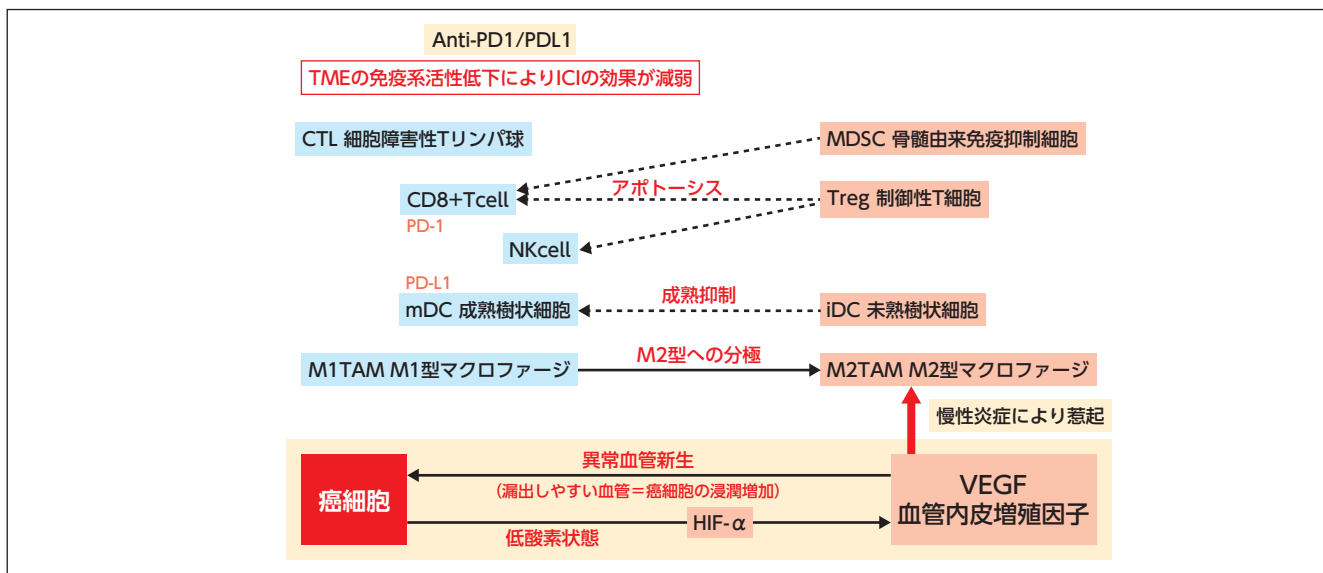 Anti-PD1/PDL1
TMEの免疫系活性低下によりICIの効果が減弱
CTL 細胞障害性Tリンパ球
MDSC 骨髄由来免疫抑制細胞
アポトーシス
CD8+Tcell
Treg 制御性T細胞
PD-1
NKcell
PD-L1
成熟抑制
mDC 成熟樹状細胞
iDC 未熟樹状細胞
M2型への分極
M1TAM M1型マクロファージ
M2TAM M2型マクロファージ
慢性炎症により惹起
異常血管新生
(漏出しやすい血管=癌細胞の浸潤増加)
癌細胞
VEGF
血管内皮増殖因子
HIF-α
低酸素状態